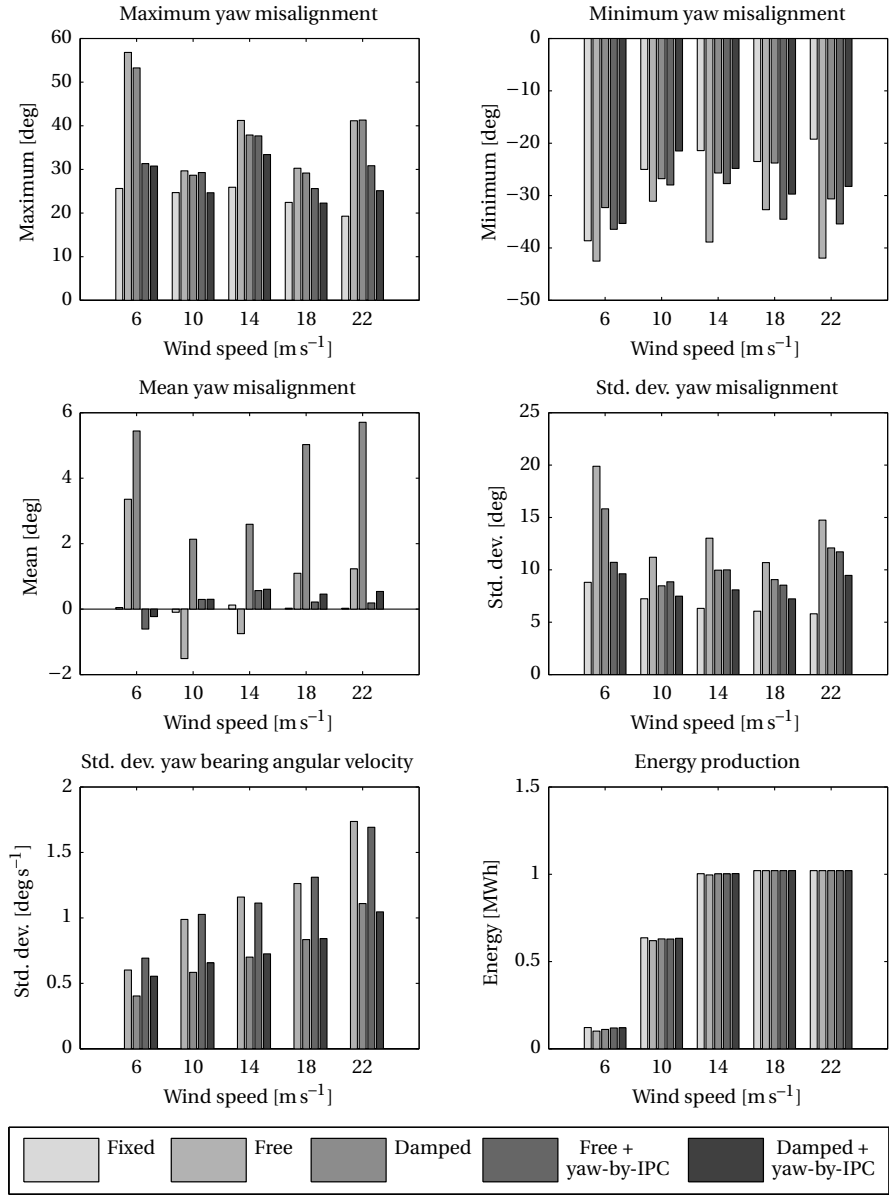 Maximum yaw misalignment
60
50
40
30
20
10
0
Maximum [deg]
6 10 14 18 22
Wind speed [m s⁻¹]
Minimum yaw misalignment
0
−10
−20
−30
−40
−50
Minimum [deg]
6 10 14 18 22
Wind speed [m s⁻¹]
Mean yaw misalignment
6
4
2
0
−2
Mean [deg]
6 10 14 18 22
Wind speed [m s⁻¹]
Std. dev. yaw misalignment
25
20
15
10
5
0
Std. dev. [deg]
6 10 14 18 22
Wind speed [m s⁻¹]
Std. dev. yaw bearing angular velocity
2
1.5
1
0.5
0
Std. dev. [deg s⁻¹]
6 10 14 18 22
Wind speed [m s⁻¹]
Energy production
1.5
1
0.5
0
Energy [MWh]
6 10 14 18 22
Wind speed [m s⁻¹]
Fixed
Free
Damped
Free +
yaw-by-IPC
Damped +
yaw-by-IPC